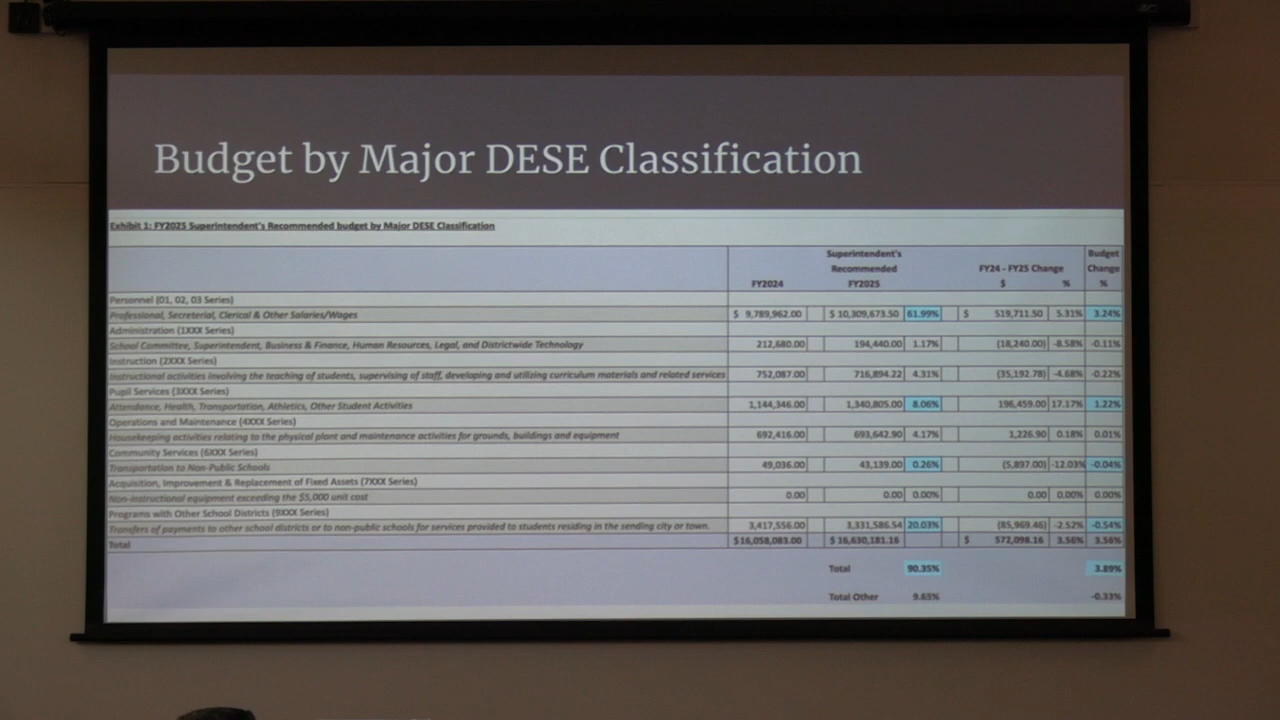 Budget by Major DESE Classification
Exhibit 1: FY2025 Superintendent's Recommended budget by Major DESE Classification
Superintendent's Budget
Recommended FY24 - FY25 Change Change
FY2024 FY2025 $ % %
Personnel (01, 02, 03 Series)
Professional, Secreterial, Clerical & Other Salaries/Wages $ 9,789,962.00 $ 10,309,673.50 61.99% $ 519,711.50 5.31% 3.24%
Administration (1XXX Series)
School Committee, Superintendent, Business & Finance, Human Resources, Legal, and Districtwide Technology 212,680.00 194,440.00 1.17% (18,240.00) -8.58% -0.11%
Instruction (2XXX Series)
Instructional activities involving the teaching of students, supervising of staff, developing and utilizing curriculum materials and related services 752,087.00 716,894.22 4.31% (35,192.78) -4.68% -0.22%
Pupil Services (3XXX Series)
Attendance, Health, Transportation, Athletics, Other Student Activities 1,144,346.00 1,340,805.00 8.06% 196,459.00 17.17% 1.22%
Operations and Maintenance (4XXX Series)
Housekeeping activities relating to the physical plant and maintenance activities for grounds, buildings and equipment 692,416.00 693,642.90 4.17% 1,226.90 0.18% 0.01%
Community Services (6XXX Series)
Transportation to Non-Public Schools 49,036.00 43,139.00 0.26% (5,897.00) -12.03% -0.04%
Acquisition, Improvement & Replacement of Fixed Assets (7XXX Series)
Non-instructional equipment exceeding the $5,000 unit cost 0.00 0.00 0.00% 0.00 0.00% 0.00%
Programs with Other School Districts (9XXX Series)
Transfers of payments to other school districts or to non-public schools for services provided to students residing in the sending city or town. 3,417,556.00 3,331,586.54 20.03% (85,969.46) -2.52% -0.54%
Total $16,058,083.00 $ 16,630,181.16 $ 572,098.16 3.56% 3.56%
Total 90.35% 3.89%
Total Other 9.65% -0.33%